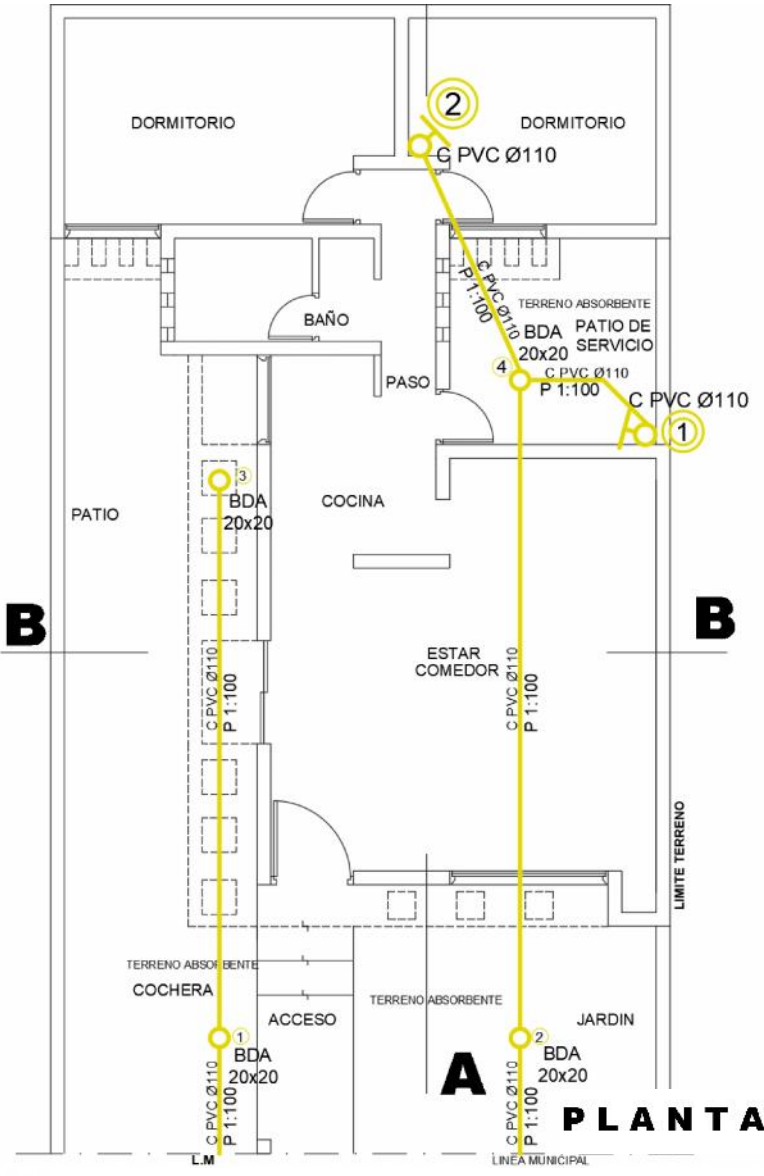 DORMITORIO
2
DORMITORIO
C PVC Ø110
C PVC Ø110
P 1:100
TERRENO ABSORBENTE
BAÑO
BDA
20x20
PATIO DE
SERVICIO
4
PASO
C PVC Ø110
P 1:100
C PVC Ø110
1
3
BDA
20x20
COCINA
PATIO
B
B
ESTAR
COMEDOR
C PVC Ø110
P 1:100
C PVC Ø110
P 1:100
LIMITE TERRENO
TERRENO ABSORBENTE
COCHERA
TERRENO ABSORBENTE
ACCESO
JARDIN
1
BDA
20x20
2
BDA
20x20
A
C PVC Ø110
P 1:100
C PVC Ø110
P 1:100
PLANTA
L.M
LINEA MUNICIPAL